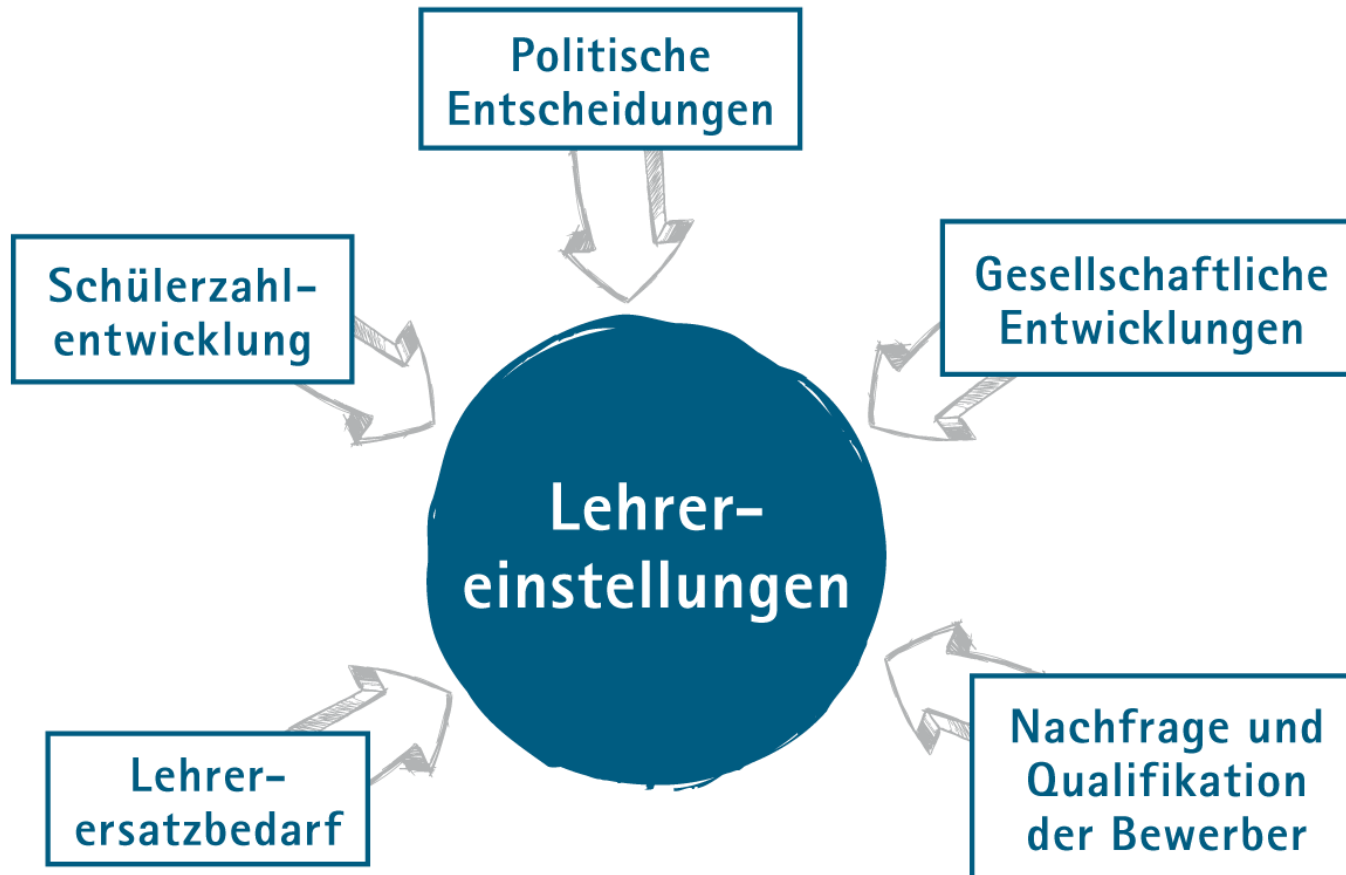 Politische
Entscheidungen
Schülerzahl-
entwicklung
Gesellschaftliche
Entwicklungen
Lehrer-
einstellungen
Lehrer-
ersatzbedarf
Nachfrage und
Qualifikation
der Bewerber